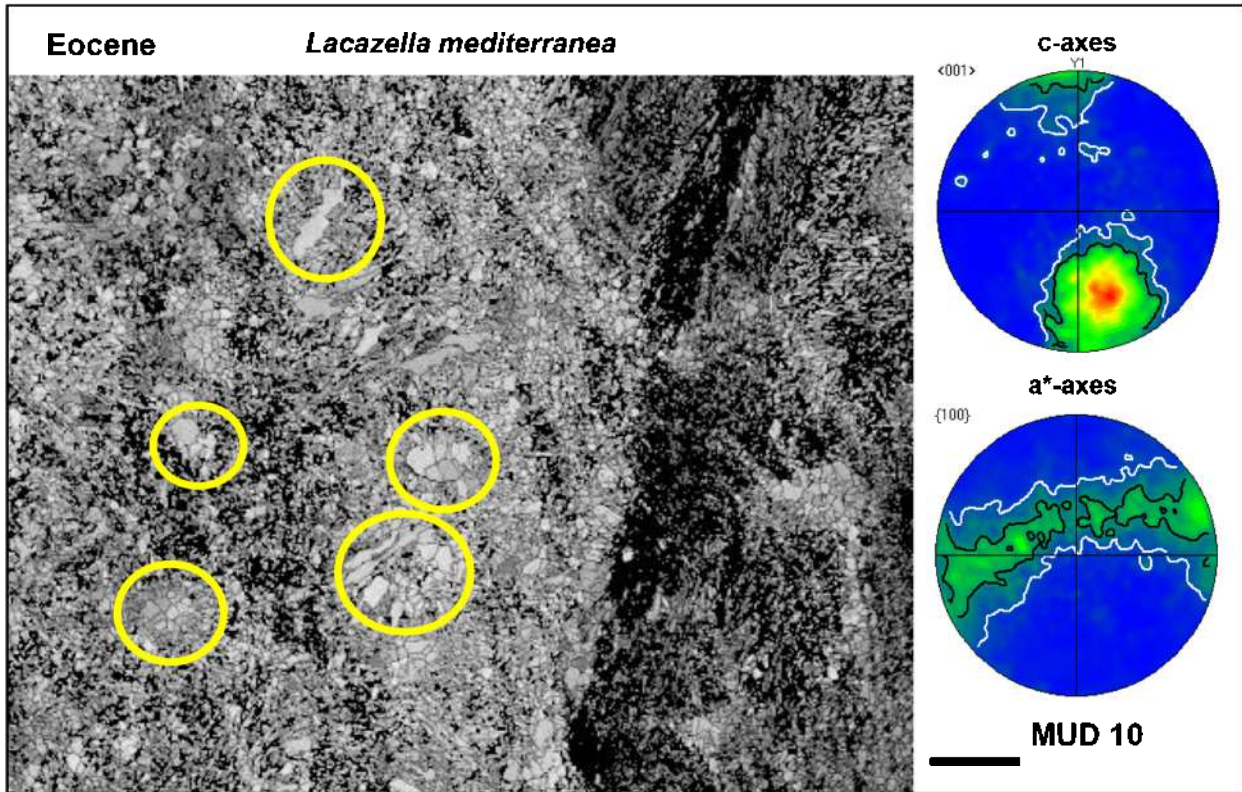 Eocene
Lacazella mediterranea
c-axes
<001>
Y1
a*-axes
{100}
MUD 10